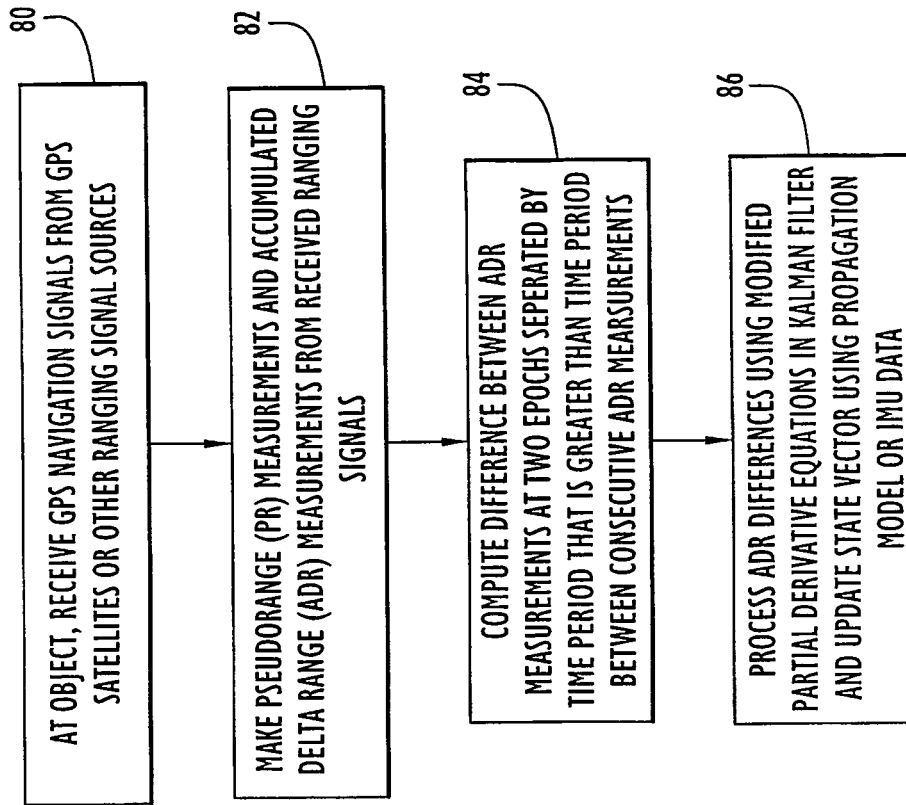 80
AT OBJECT, RECEIVE GPS NAVIGATION SIGNALS FROM GPS
SATELLITES OR OTHER RANGING SIGNAL SOURCES
82
MAKE PSEUDORANGE (PR) MEASUREMENTS AND ACCUMULATED
DELTA RANGE (ADR) MEASUREMENTS FROM RECEIVED RANGING
SIGNALS
84
COMPUTE DIFFERENCE BETWEEN ADR
MEASUREMENTS AT TWO EPOCHS SEPERATED BY
TIME PERIOD THAT IS GREATER THAN TIME PERIOD
BETWEEN CONSECUTIVE ADR MEARSUREMENTS
86
PROCESS ADR DIFFERENCES USING MODIFIED
PARTIAL DERIVATIVE EQUATIONS IN KALMAN FILTER
AND UPDATE STATE VECTOR USING PROPAGATION
MODEL OR IMU DATA